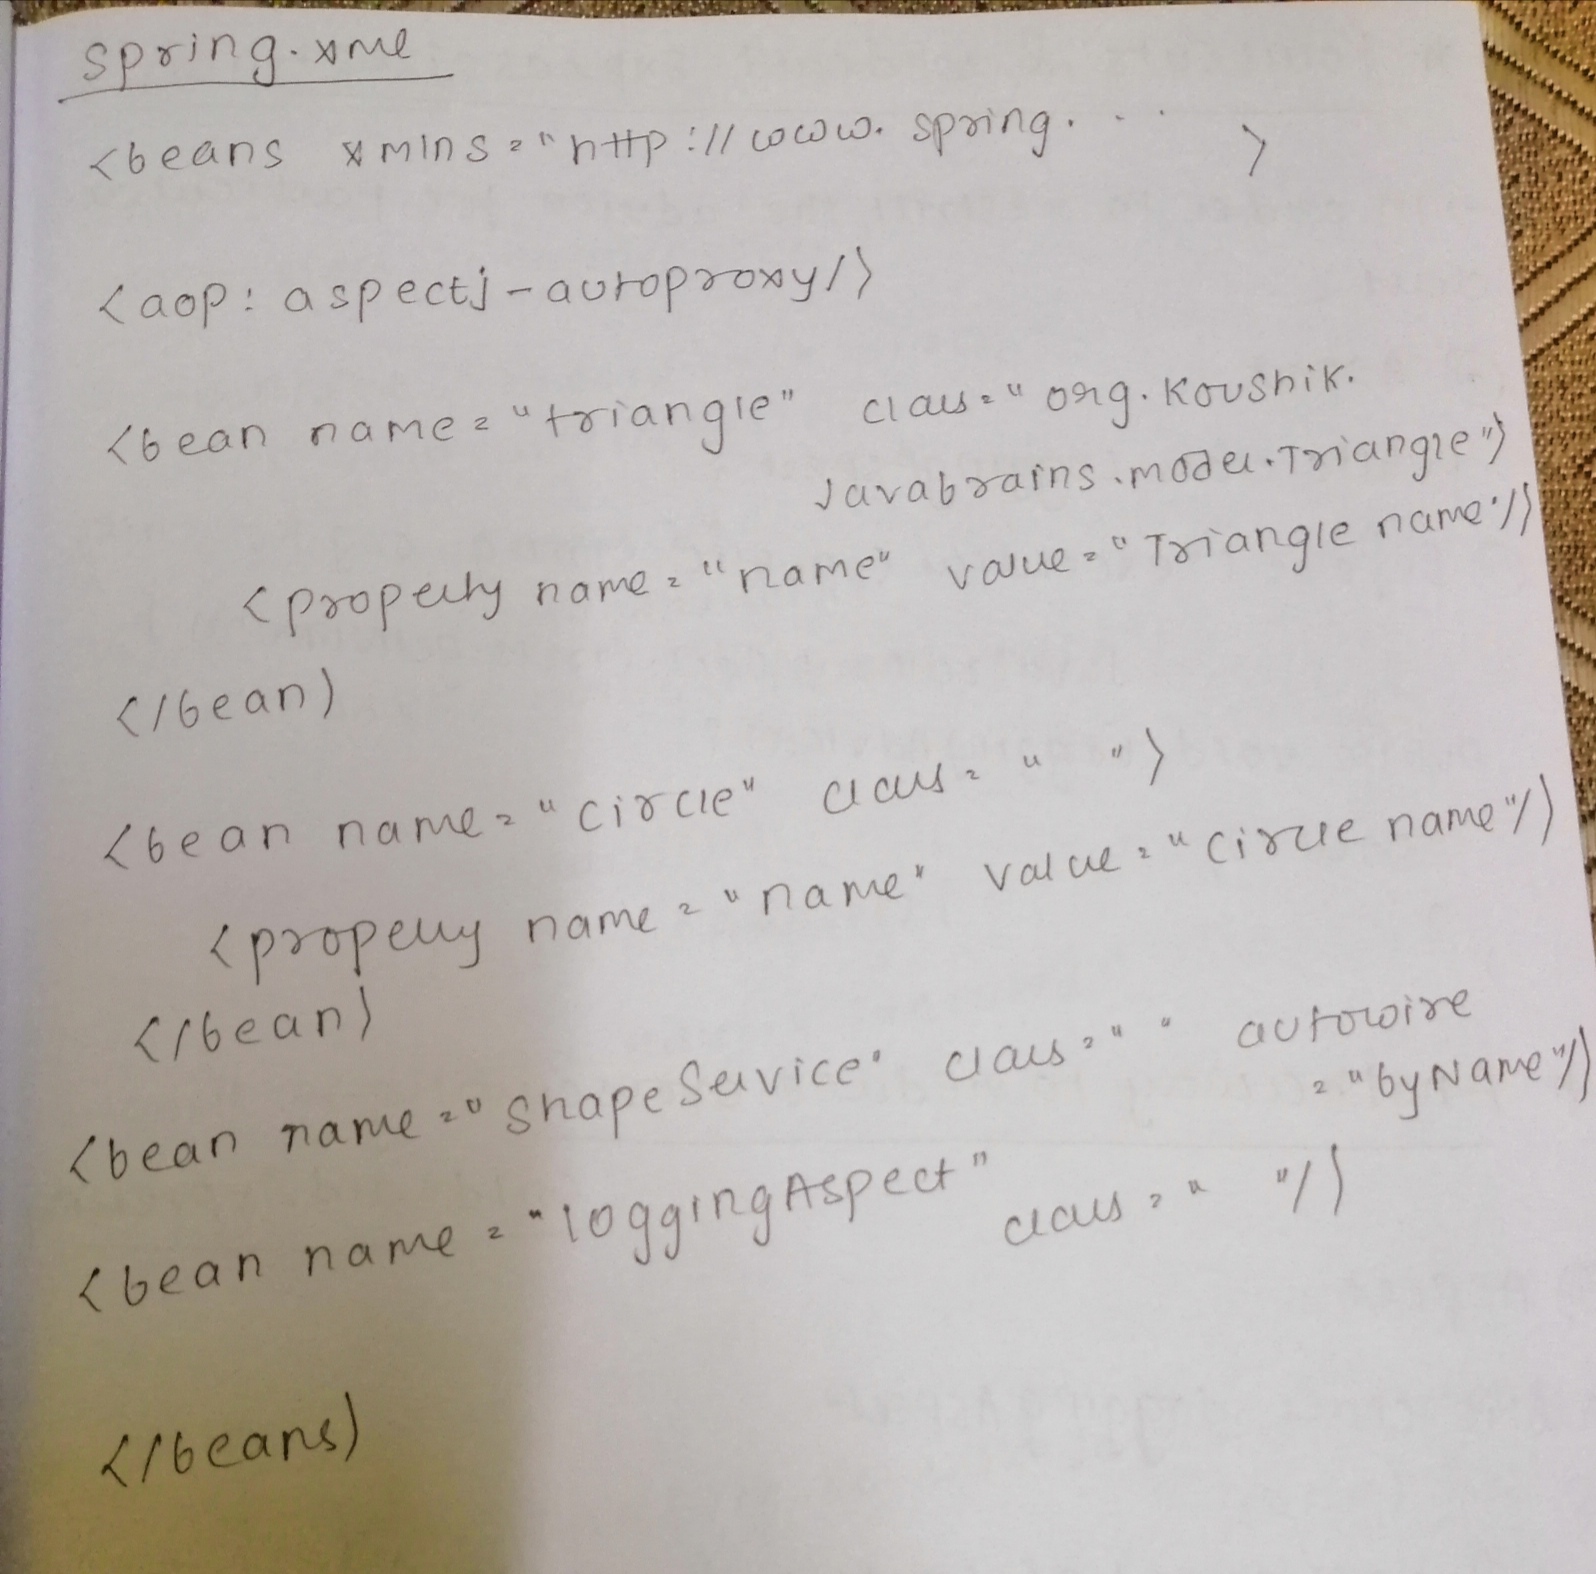 spring.xml
<beans xmlns="http://www.spring. . . . >
<aop: aspectj-autoproxy/>
<bean name="triangle" class="org.koushik.
javabrains.model.Triangle">
<property name="name" value="Triangle name"/>
</bean>
<bean name="circle" class=" ">
<property name="name" value="circle name"/>
</bean>
<bean name="shapeService" class=" " autowire
="byName"/>
<bean name="loggingAspect" class=" "/>
</beans>